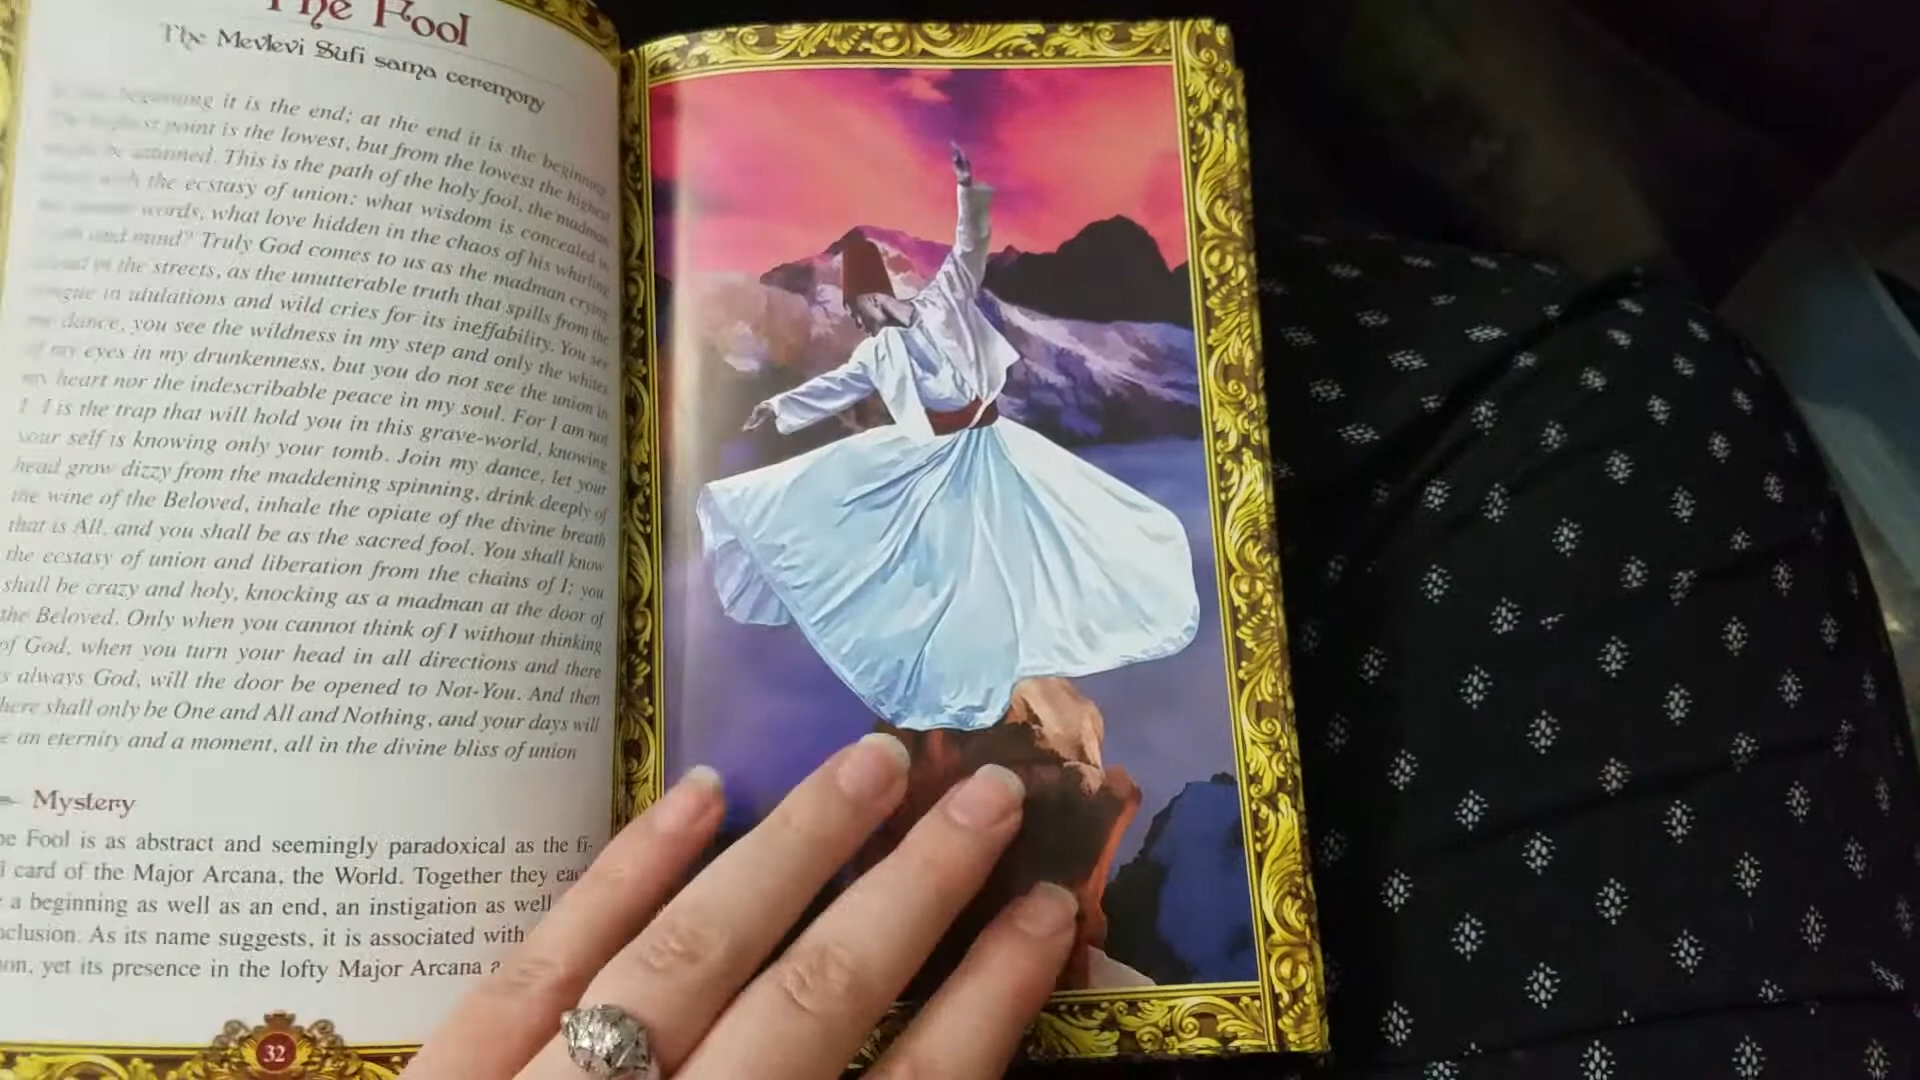 The Fool
The Mevlevi Sufi sama ceremony
beginning it is the end; at the end it is the beginning
highest point is the lowest, but from the lowest the highest
attained. This is the path of the holy fool, the madman
with the ecstasy of union; what wisdom is concealed in
words, what love hidden in the chaos of his whirling
and mind? Truly God comes to us as the madman crying
in the streets, as the unutterable truth that spills from the
in ululations and wild cries for its ineffability. You see
dance, you see the wildness in my step and only the whites
of my eyes in my drunkenness, but you do not see the union in
my heart nor the indescribable peace in my soul. For I am not
I. I is the trap that will hold you in this grave-world, knowing
your self is knowing only your tomb. Join my dance, let your
head grow dizzy from the maddening spinning, drink deeply of
the wine of the Beloved, inhale the opiate of the divine breath
that is All, and you shall be as the sacred fool. You shall know
the ecstasy of union and liberation from the chains of I; you
shall be crazy and holy, knocking as a madman at the door of
the Beloved. Only when you cannot think of I without thinking
of God, when you turn your head in all directions and there
s always God, will the door be opened to Not-You. And then
here shall only be One and All and Nothing, and your days will
e an eternity and a moment, all in the divine bliss of union
Mystery
he Fool is as abstract and seemingly paradoxical as the fi-
card of the Major Arcana, the World. Together they eac
a beginning as well as an end, an instigation as well
nclusion. As its name suggests, it is associated with
on, yet its presence in the lofty Major Arcana
32